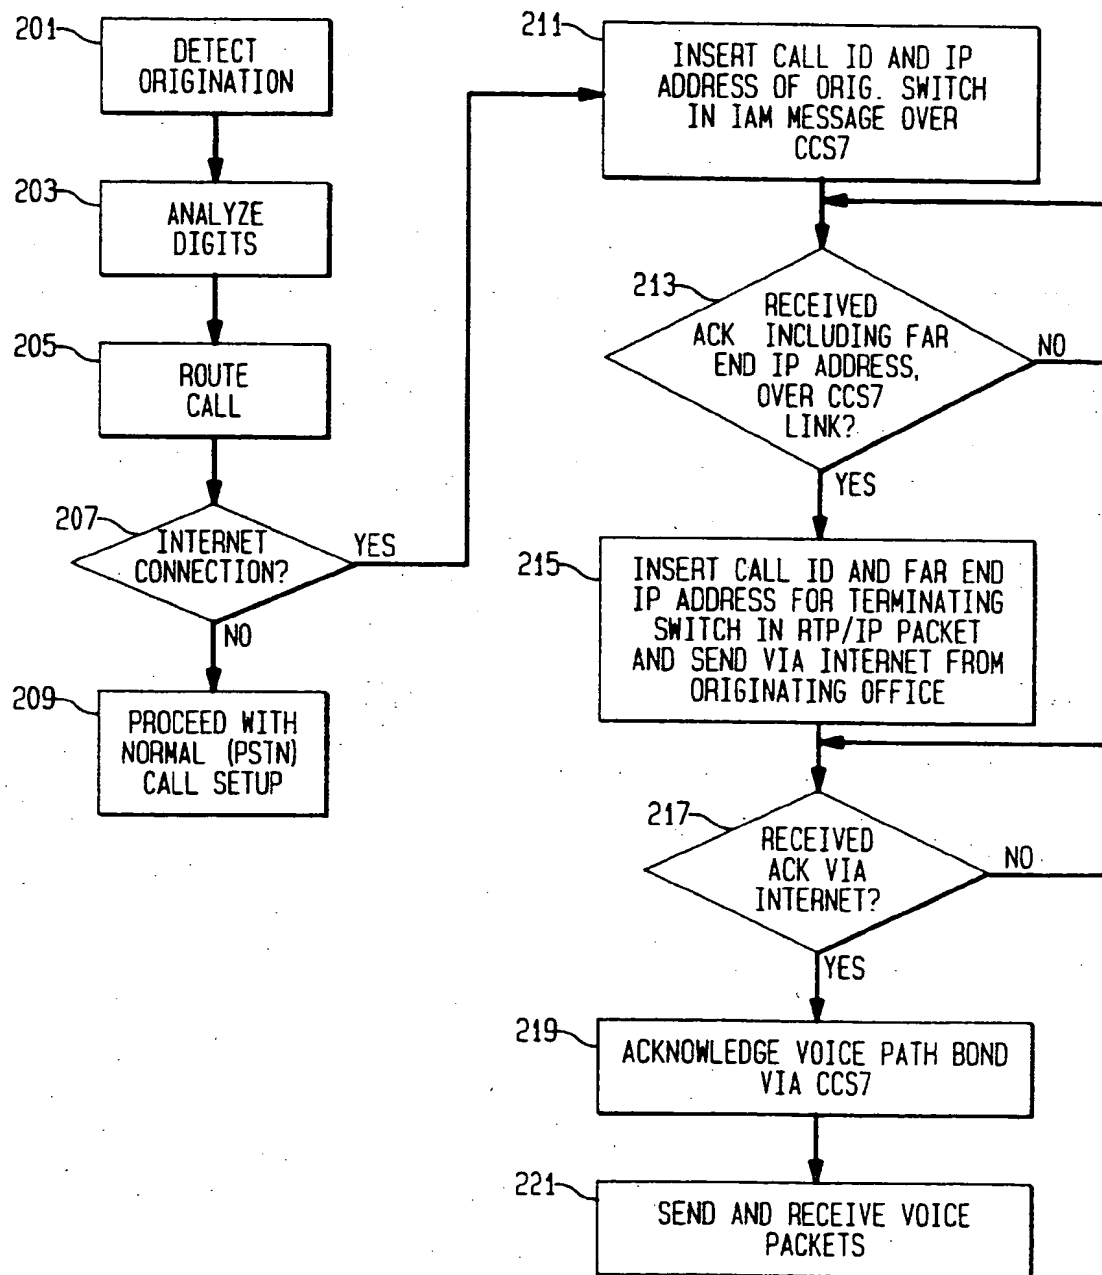 201
DETECT
ORIGINATION
203
ANALYZE
DIGITS
205
ROUTE
CALL
207
INTERNET
CONNECTION?
YES
NO
209
PROCEED WITH
NORMAL (PSTN)
CALL SETUP
211
INSERT CALL ID AND IP
ADDRESS OF ORIG. SWITCH
IN IAM MESSAGE OVER
CCS7
213
RECEIVED
ACK INCLUDING FAR
END IP ADDRESS,
OVER CCS7
LINK?
NO
YES
215
INSERT CALL ID AND FAR END
IP ADDRESS FOR TERMINATING
SWITCH IN RTP/IP PACKET
AND SEND VIA INTERNET FROM
ORIGINATING OFFICE
217
RECEIVED
ACK VIA
INTERNET?
NO
YES
219
ACKNOWLEDGE VOICE PATH BOND
VIA CCS7
221
SEND AND RECEIVE VOICE
PACKETS